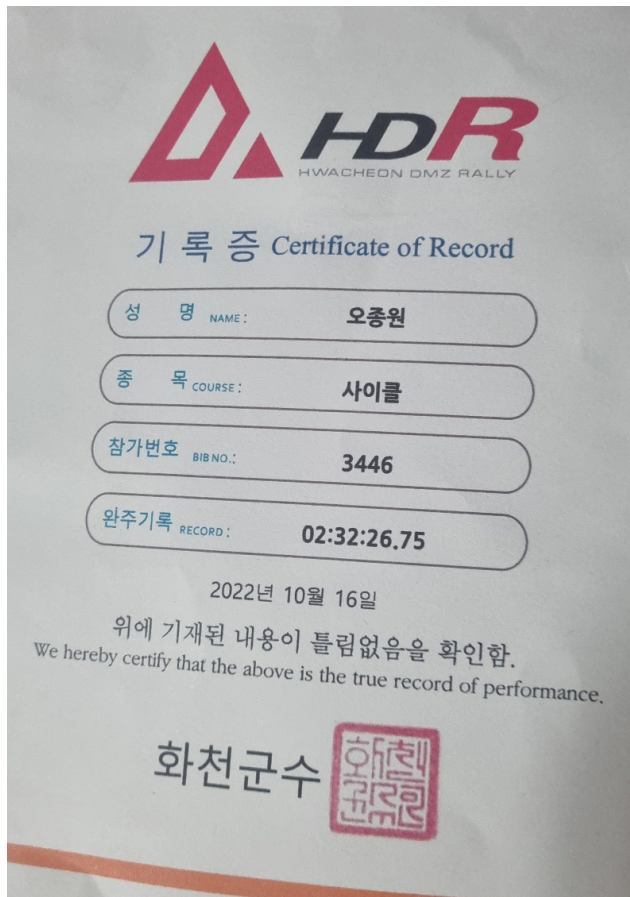 HDR
HWACHEON DMZ RALLY
기 록 증 Certificate of Record
성 명 NAME : 오종원
종 목 COURSE : 사이클
참가번호 BIB NO.: 3446
완주기록 RECORD : 02:32:26.75
2022년 10월 16일
위에 기재된 내용이 틀림없음을 확인함.
We hereby certify that the above is the true record of performance.
화천군수